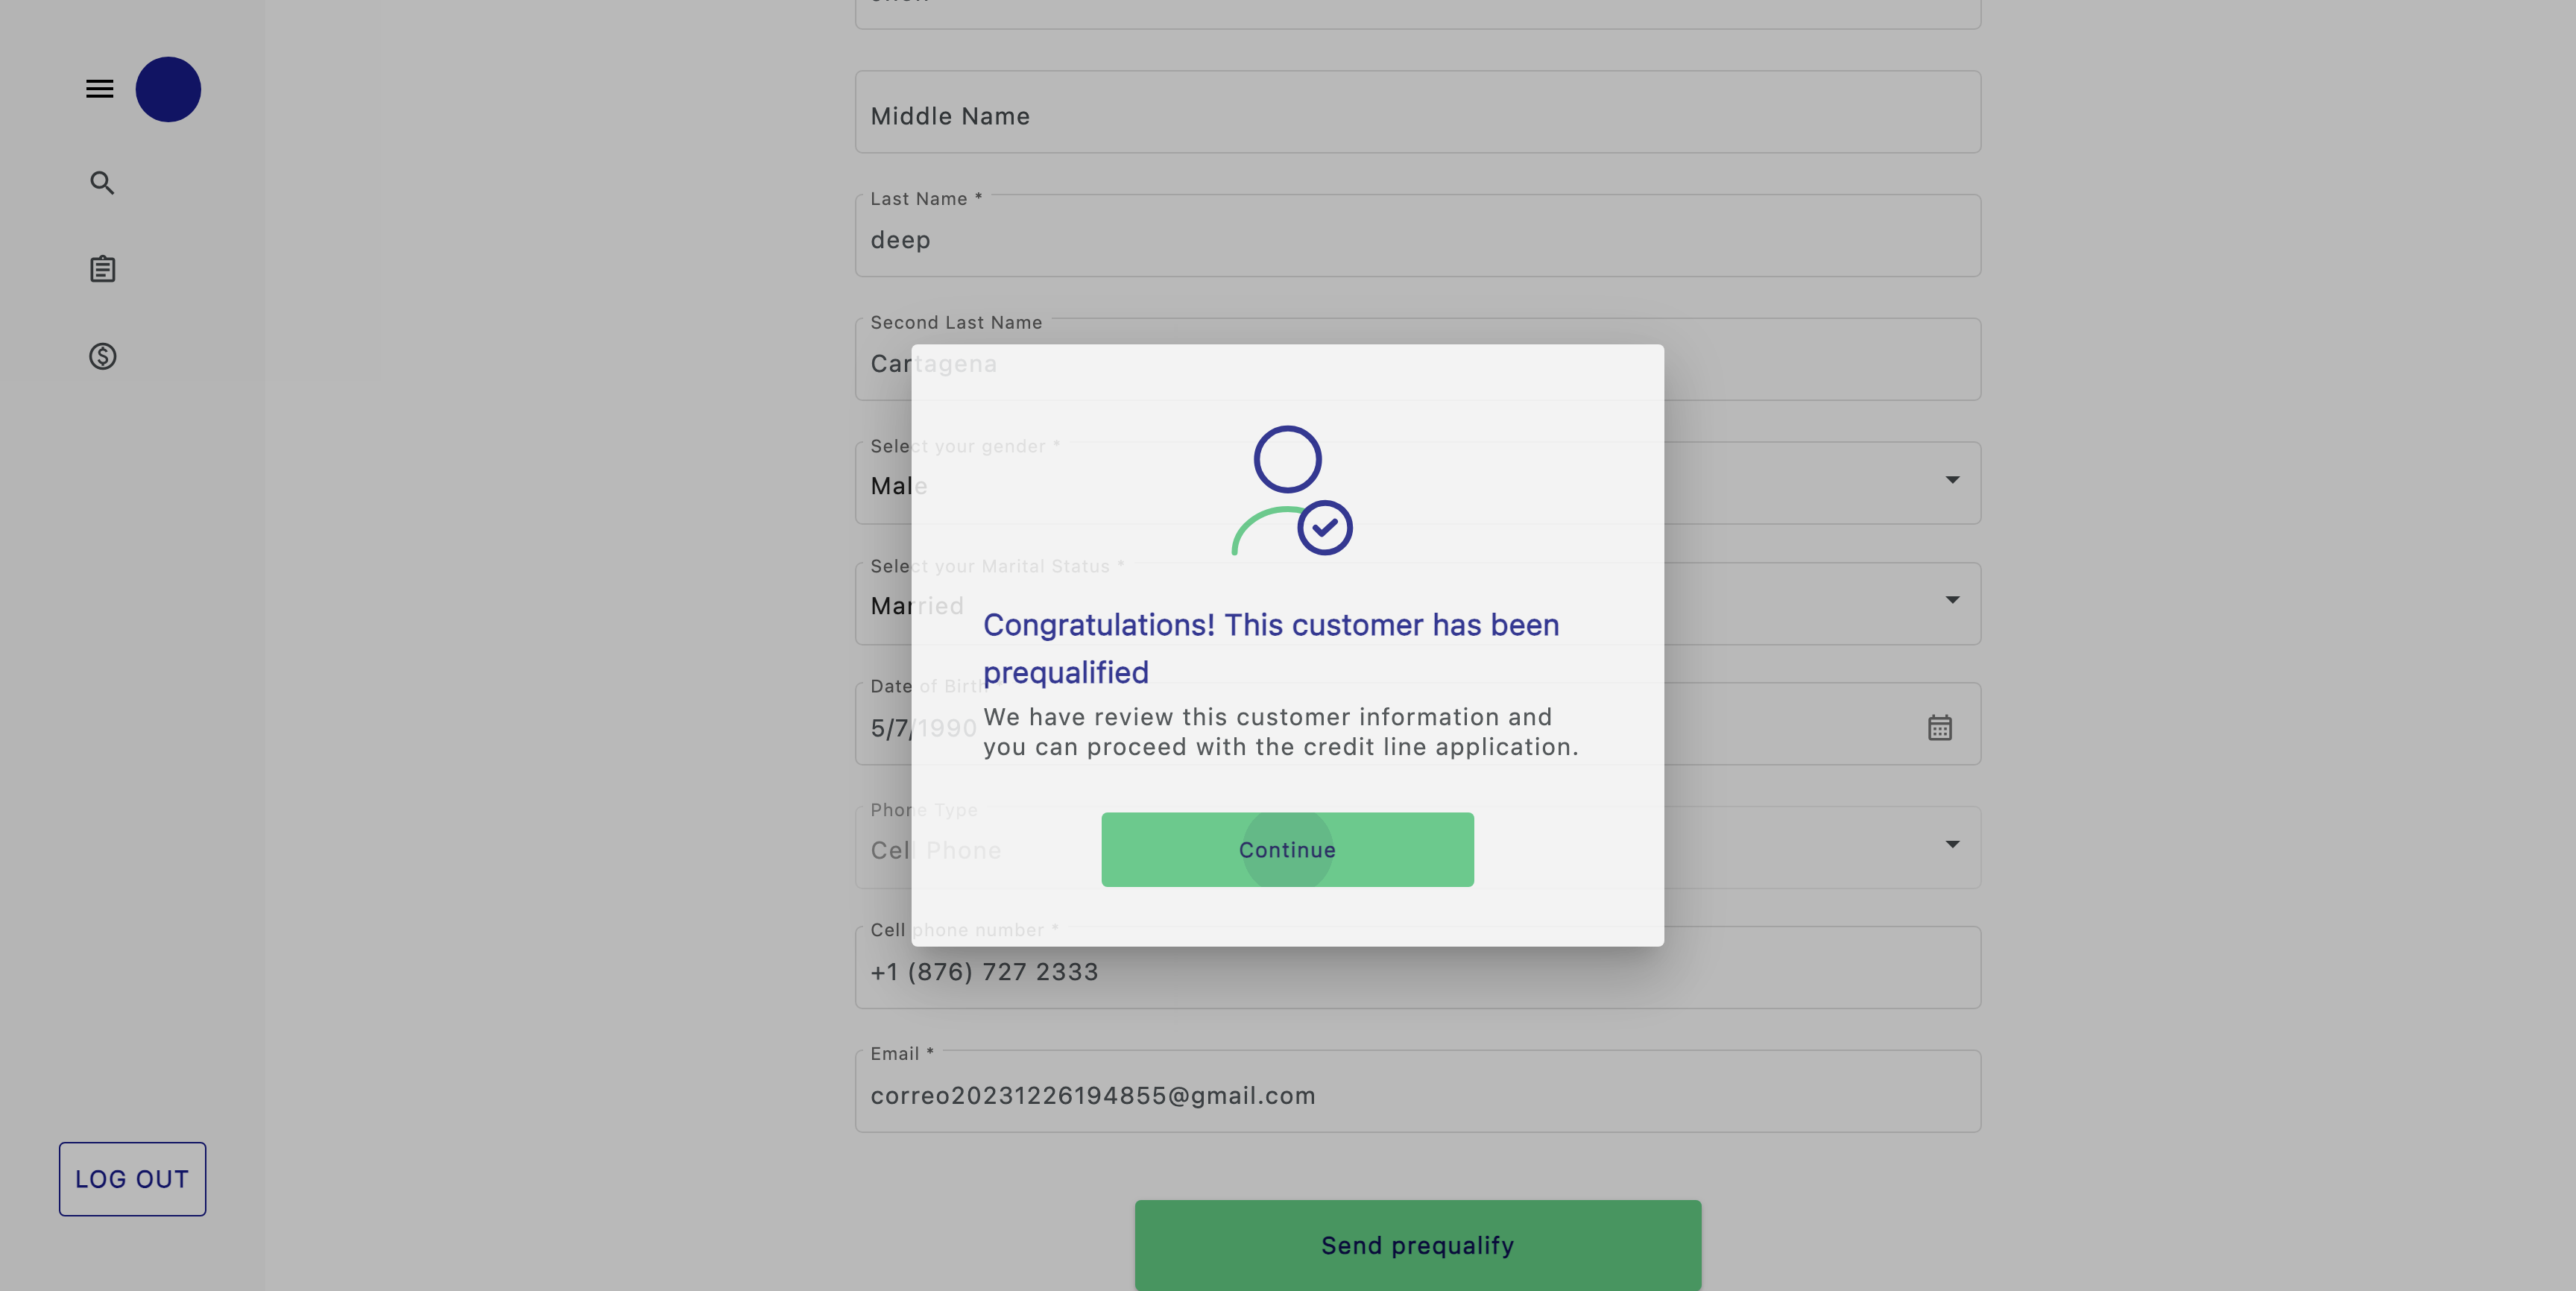 Middle Name
Last Name *
deep
Second Last Name
Cartagena
Select your gender *
Male
Select your Marital Status *
Married
Date of Birth
5/7/1990
Phone Type
Cell Phone
Cell phone number *
+1 (876) 727 2333
Email *
correo20231226194855@gmail.com
Send prequalify
LOG OUT
Congratulations! This customer has been
prequalified
We have review this customer information and
you can proceed with the credit line application.
Continue